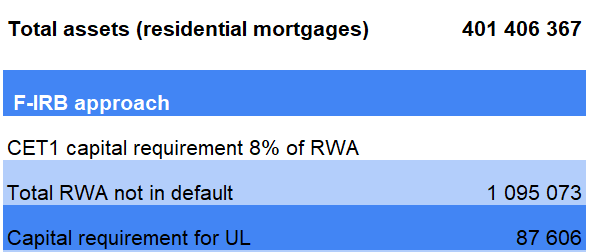 Total assets (residential mortgages) 401 406 367
F-IRB approach
CET1 capital requirement 8% of RWA
Total RWA not in default 1 095 073
Capital requirement for UL 87 606